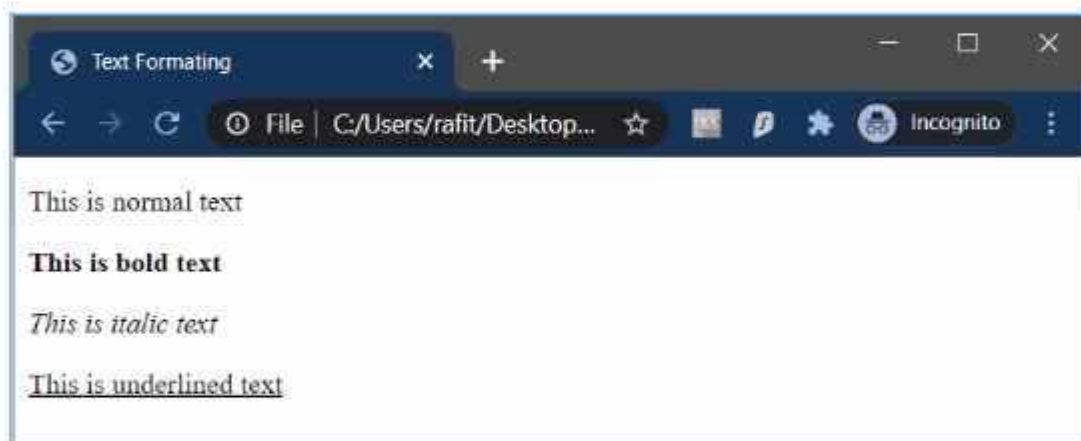 Text Formating
File | C:/Users/rafit/Desktop... Incognito
This is normal text
This is bold text
This is italic text
This is underlined text